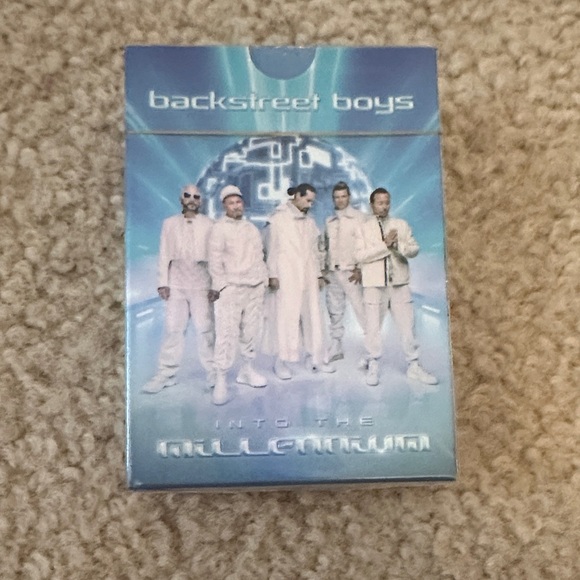 backstreet boys
INTO THE
MILLENNIUM